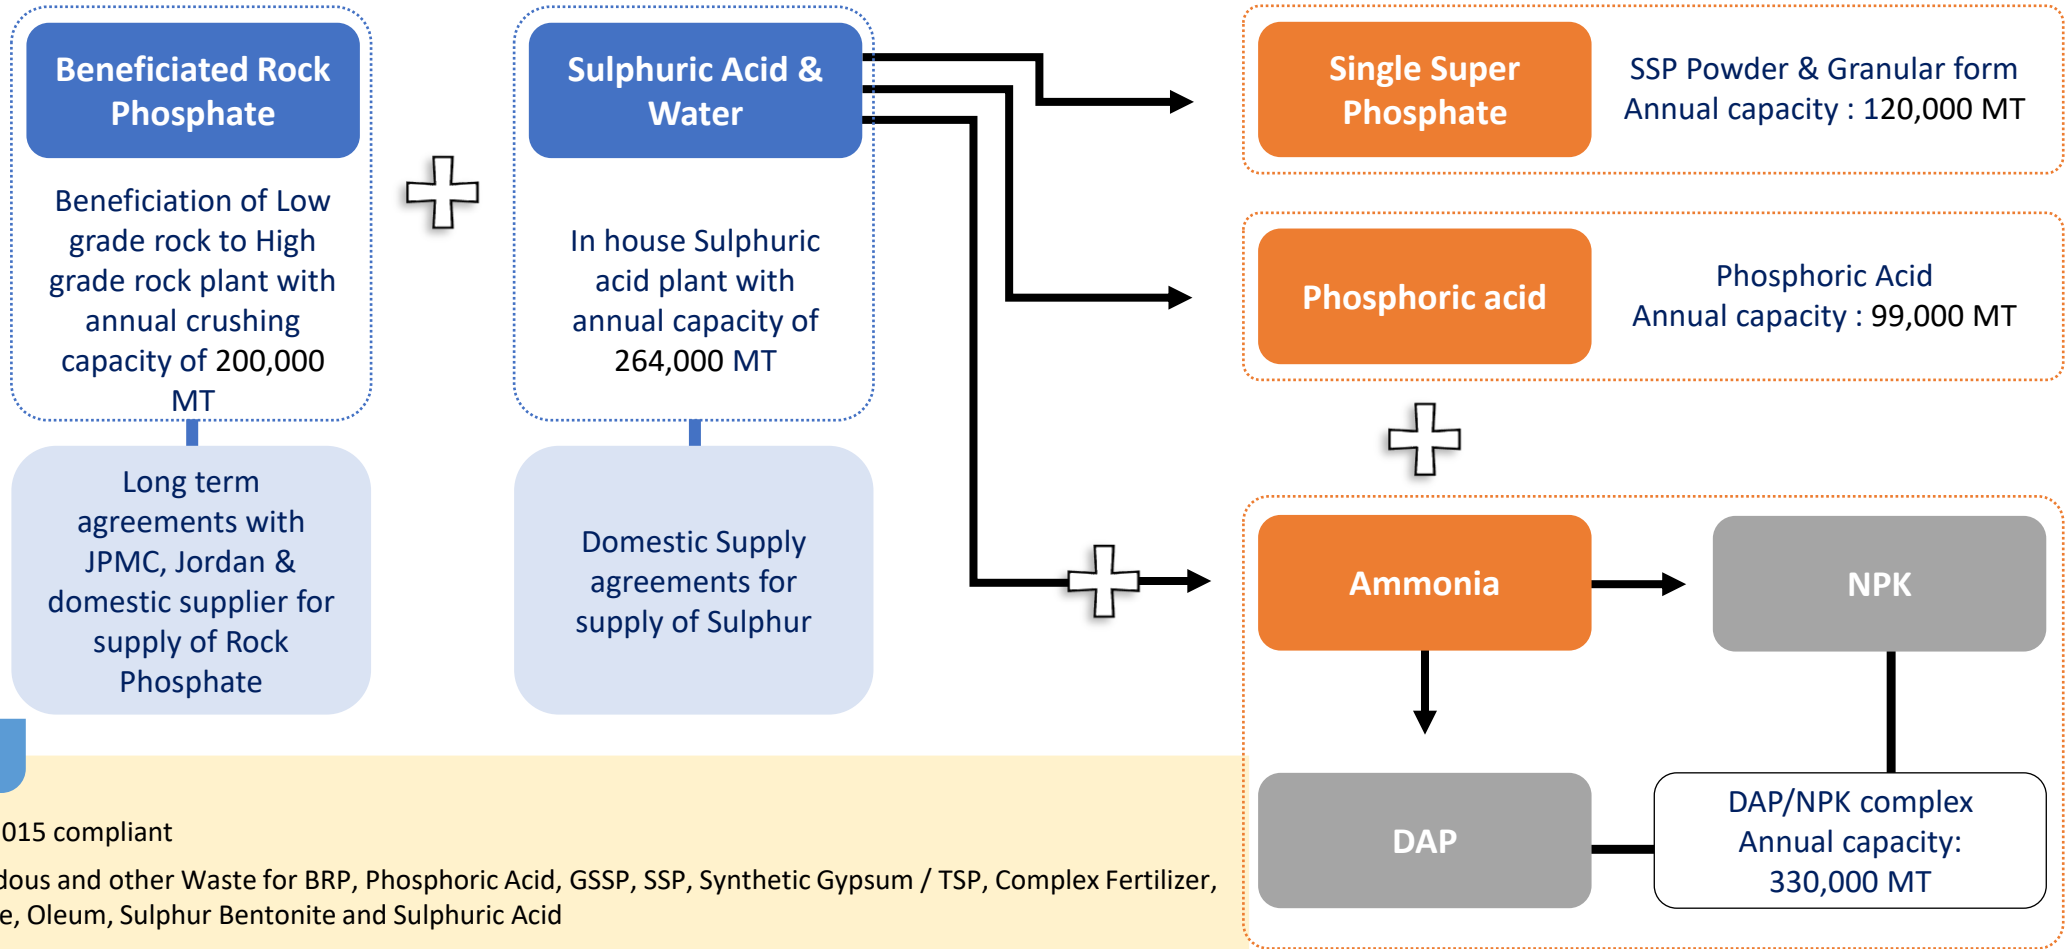 Beneficiated Rock
Phosphate
Beneficiation of Low
grade rock to High
grade rock plant with
annual crushing
capacity of 200,000
MT
Long term
agreements with
JPMC, Jordan &
domestic supplier for
supply of Rock
Phosphate
Sulphuric Acid &
Water
In house Sulphuric
acid plant with
annual capacity of
264,000 MT
Domestic Supply
agreements for
supply of Sulphur
Single Super
Phosphate
SSP Powder & Granular form
Annual capacity : 120,000 MT
Phosphoric acid
Phosphoric Acid
Annual capacity : 99,000 MT
Ammonia
NPK
DAP
DAP/NPK complex
Annual capacity:
330,000 MT
015 compliant
dous and other Waste for BRP, Phosphoric Acid, GSSP, SSP, Synthetic Gypsum / TSP, Complex Fertilizer,
e, Oleum, Sulphur Bentonite and Sulphuric Acid